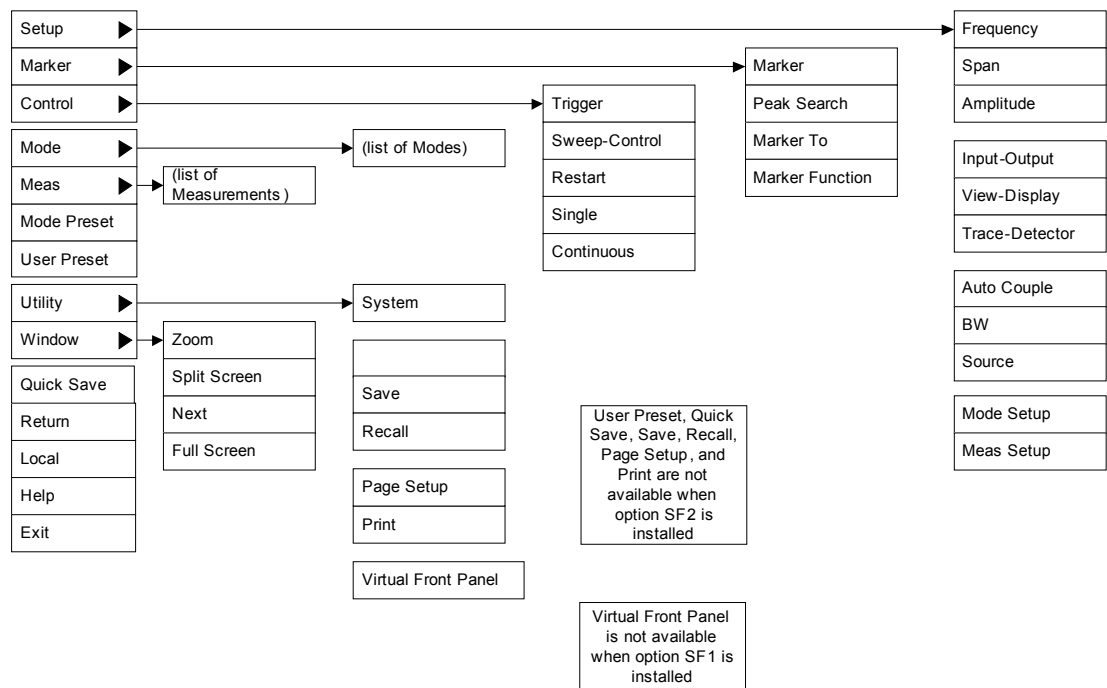 Setup
Marker
Control
Mode
Meas
Mode Preset
User Preset
Utility
Window
Quick Save
Return
Local
Help
Exit
(list of
Measurements )
Zoom
Split Screen
Next
Full Screen
(list of Modes)
System
Save
Recall
Page Setup
Print
Virtual Front Panel
Trigger
Sweep-Control
Restart
Single
Continuous
User Preset, Quick
Save, Save, Recall,
Page Setup, and
Print are not
available when
option SF2 is
installed
Virtual Front Panel
is not available
when option SF1 is
installed
Marker
Peak Search
Marker To
Marker Function
Frequency
Span
Amplitude
Input-Output
View-Display
Trace-Detector
Auto Couple
BW
Source
Mode Setup
Meas Setup